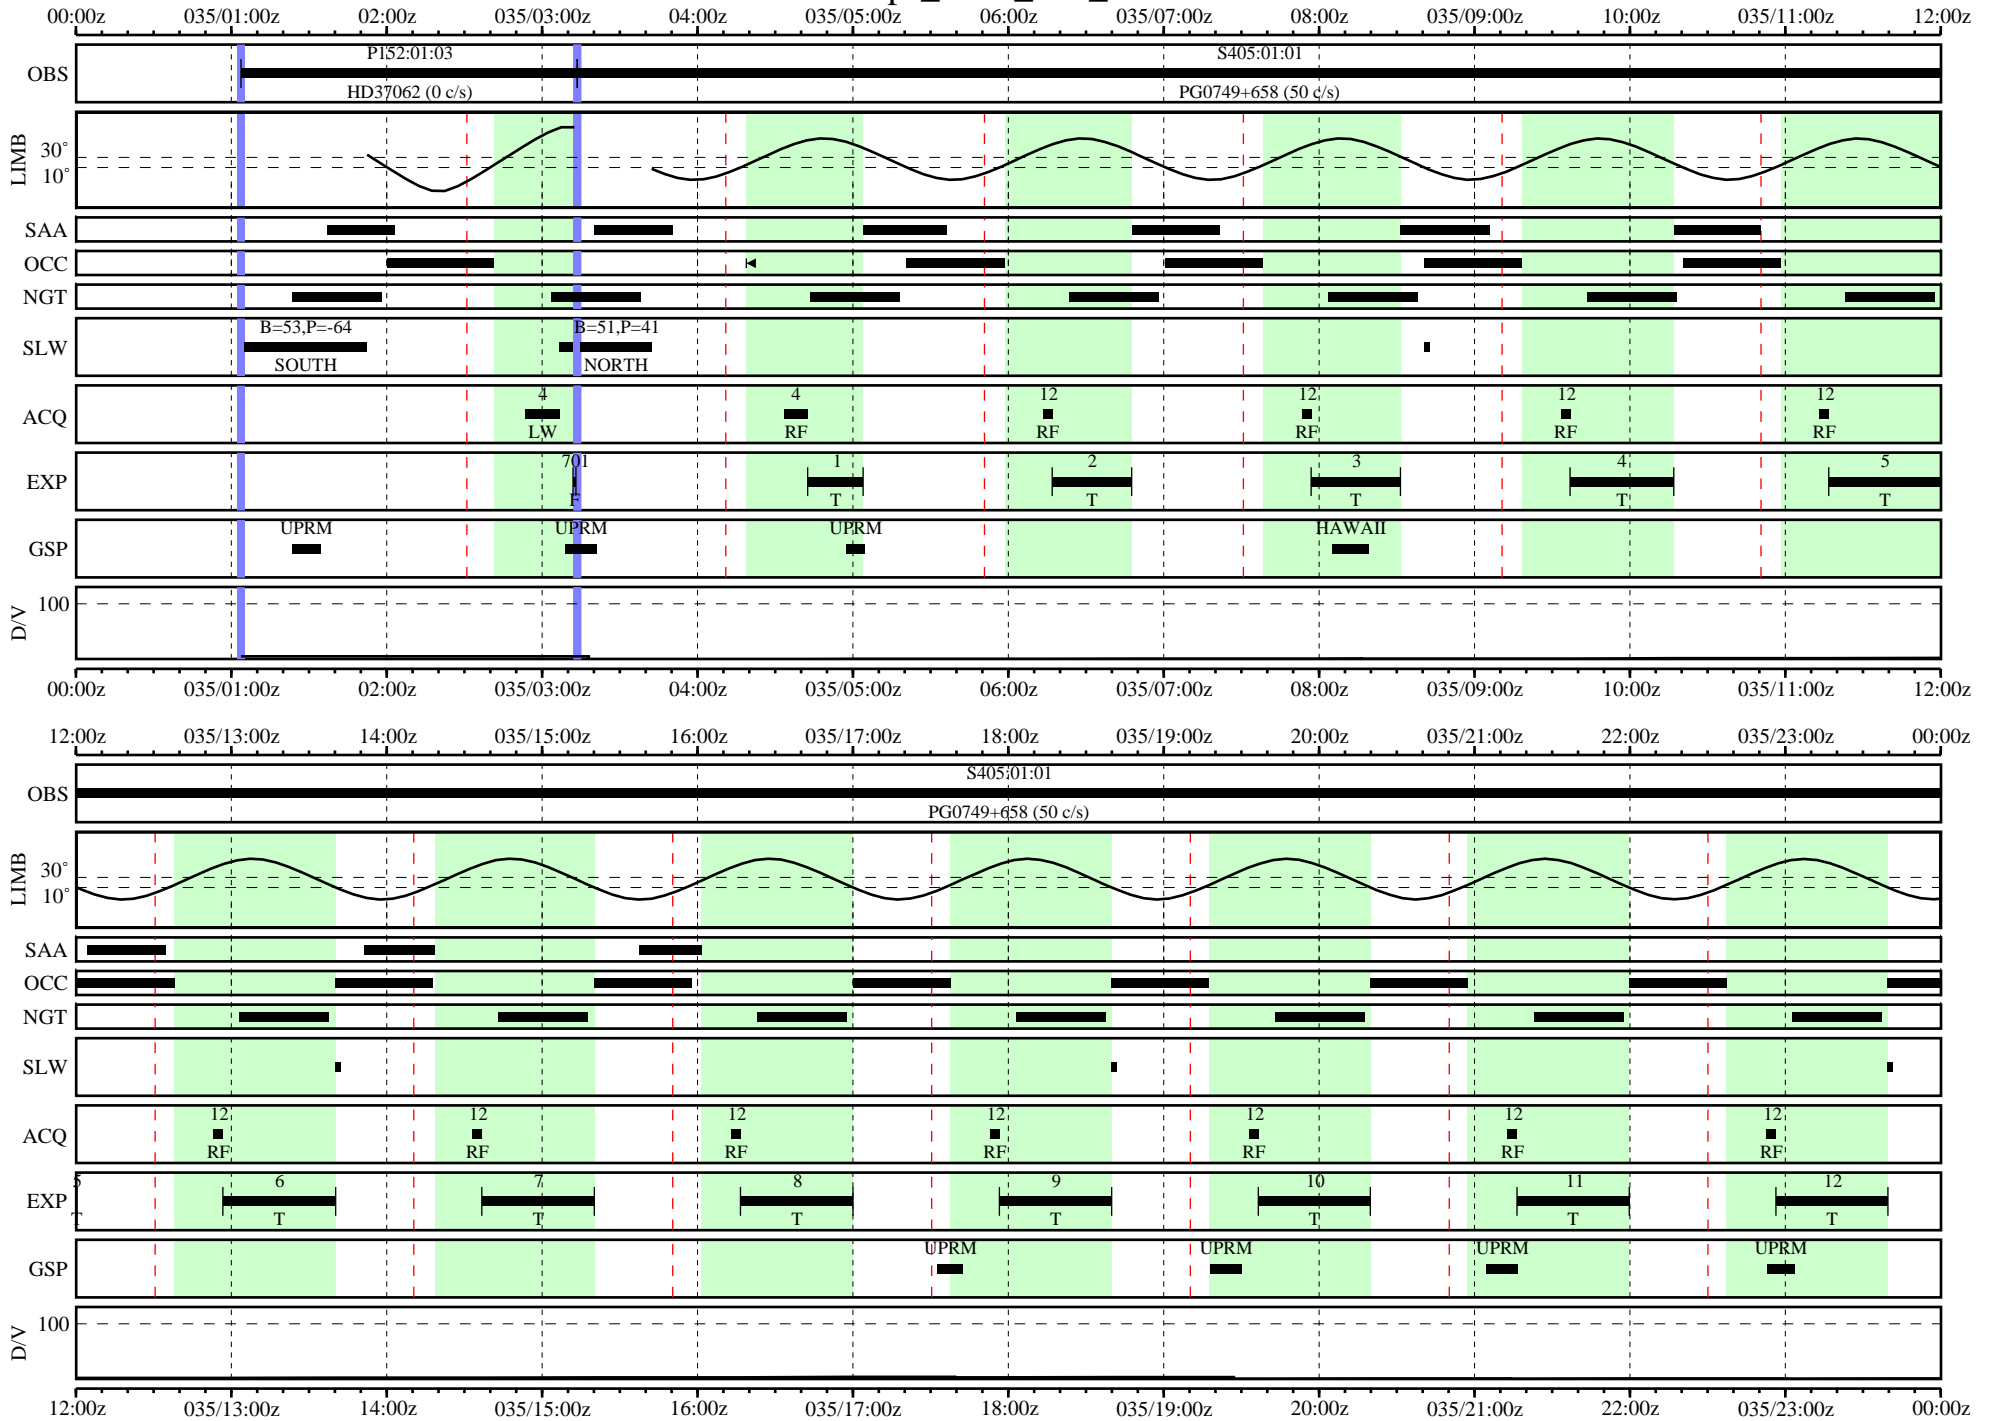 00:00z 035/01:00z 02:00z 035/03:00z 04:00z 035/05:00z 06:00z 035/07:00z 08:00z 035/09:00z 10:00z 035/11:00z 12:00z
P152:01:03 S405:01:01
OBS
HD37062 (0 c/s) PG0749+658 (50 c/s)
LIMB 30° 10°
SAA
OCC
NGT
B=53,P=-64 B=51,P=41
SLW
SOUTH NORTH
4 4 12 12 12 12
ACQ
LW RF RF RF RF RF
701 1 2 3 4 5
EXP
F T T T T T
UPRM UPRM UPRM HAWAII
GSP
D/V 100
00:00z 035/01:00z 02:00z 035/03:00z 04:00z 035/05:00z 06:00z 035/07:00z 08:00z 035/09:00z 10:00z 035/11:00z 12:00z
12:00z 035/13:00z 14:00z 035/15:00z 16:00z 035/17:00z 18:00z 035/19:00z 20:00z 035/21:00z 22:00z 035/23:00z 00:00z
S405:01:01
OBS
PG0749+658 (50 c/s)
LIMB 30° 10°
SAA
OCC
NGT
SLW
12 12 12 12 12 12 12
ACQ
RF RF RF RF RF RF RF
5 6 7 8 9 10 11 12
EXP
T T T T T T T T
UPRM UPRM UPRM UPRM
GSP
D/V 100
12:00z 035/13:00z 14:00z 035/15:00z 16:00z 035/17:00z 18:00z 035/19:00z 20:00z 035/21:00z 22:00z 035/23:00z 00:00z